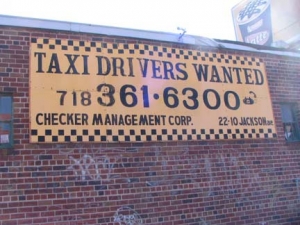 TAXI DRIVERS WANTED
718 361·6300
CHECKER MANAGEMENT CORP. 22-10 JACKSON AVE